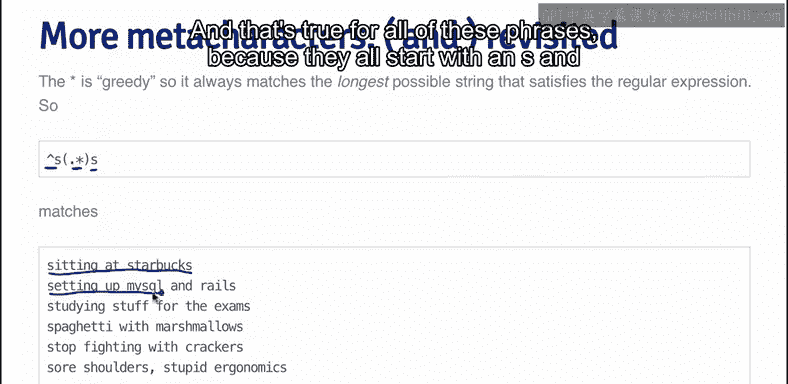 More metacharacters: ( and ) revisited
And that's true for all of these phrases,
because they all start with an s and
The * is “greedy” so it always matches the longest possible string that satisfies the regular expression.
So
^s(.*)s
matches
sitting at starbucks
setting up mysql and rails
studying stuff for the exams
spaghetti with marshmallows
stop fighting with crackers
sore shoulders, stupid ergonomics